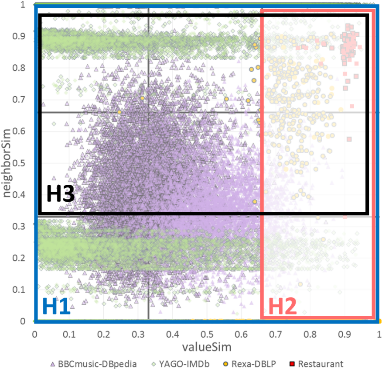 1
0.9
0.8
0.7
0.6
0.5
0.4
0.3
0.2
0.1
0
neighborSim
H3
H1
H2
0 0.1 0.2 0.3 0.4 0.5 0.6 0.7 0.8 0.9 1
valueSim
BBCmusic-DBpedia YAGO-IMDb Rexa-DBLP Restaurant